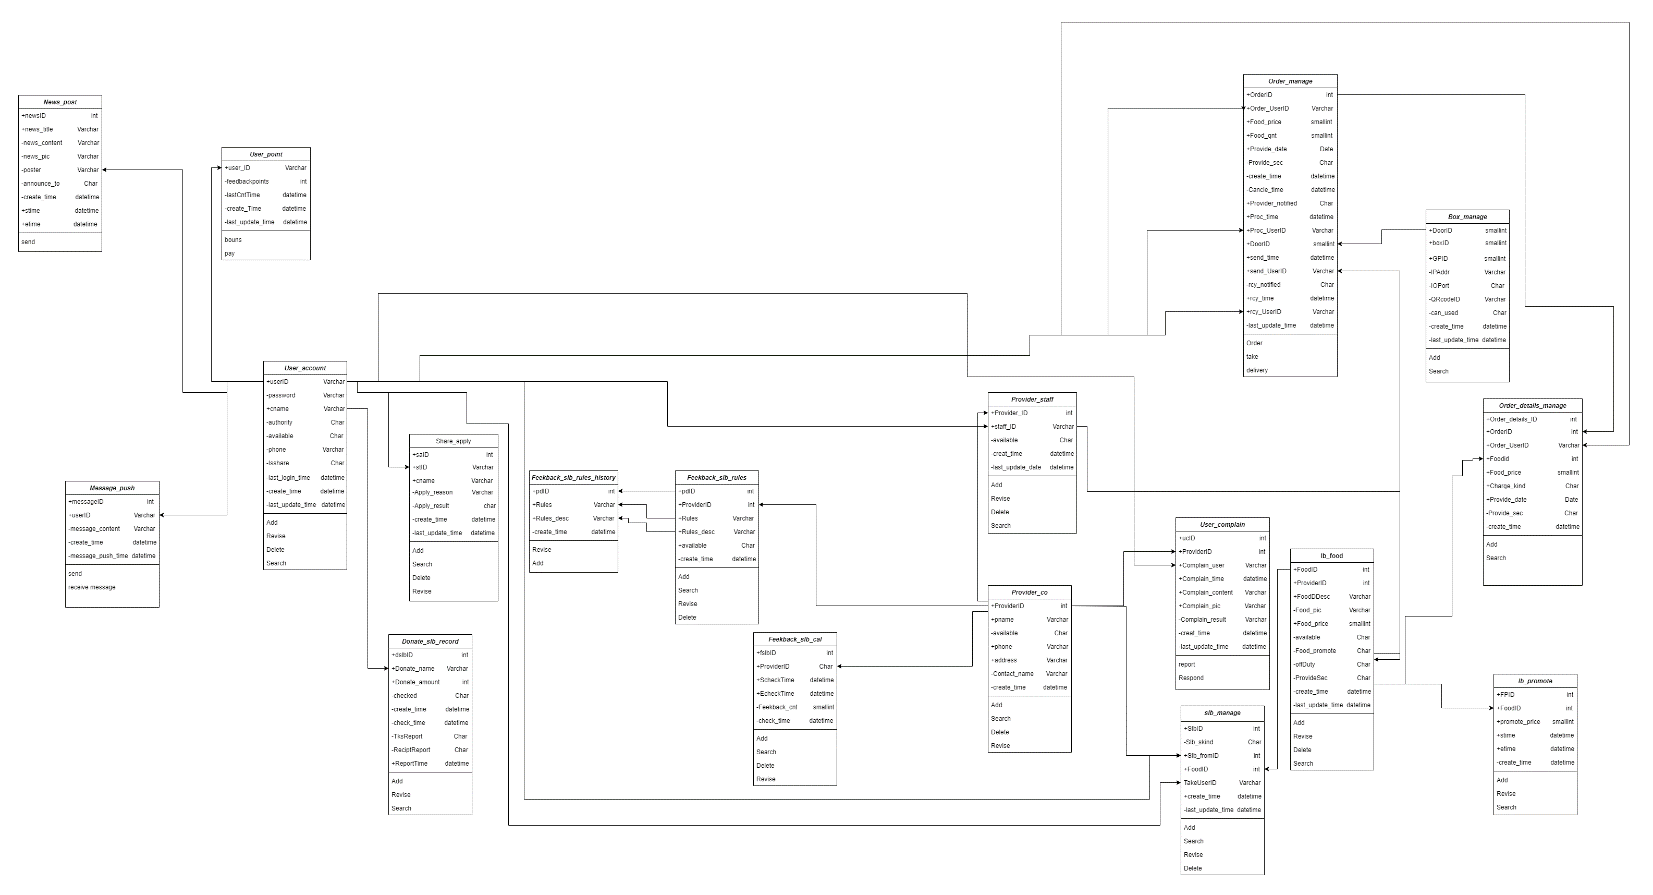 News_post
+newsID int
+news_title Varchar
-news_content Varchar
-news_pic Varchar
-poster Varchar
-announce_to Char
-create_time datetime
+stime datetime
+etime datetime
send
User_point
+user_ID Varchar
-feedbackpoints int
-lastCntTime datetime
-create_Time datetime
-last_update_time datetime
bouns
pay
User_account
+userID Varchar
-password Varchar
+cname Varchar
-authority Char
-available Char
-phone Varchar
-Isshare Char
-last_login_time datetime
-create_time datetime
-last_update_time datetime
Add
Revise
Delete
Search
Message_push
+messageID int
+userID Varchar
-message_content Varchar
-create_time datetime
-message_push_time datetime
send
receive message
Share_apply
+saID int
+stID Varchar
+cname Varchar
-Apply_reason Varchar
-Apply_result char
-create_time datetime
-last_update_time datetime
Add
Search
Delete
Revise
Donate_slb_record
+dslbID int
+Donate_name Varchar
+Donate_amount int
-checked Char
-create_time datetime
-check_time datetime
-TksReport Char
-ReciptReport Char
+ReportTime datetime
Add
Revise
Search
Feekback_slb_rules_history
+pdID int
+Rules Varchar
+Rules_desc Varchar
-create_time datetime
Revise
Add
Feekback_slb_rules
+pdID int
+ProviderID int
+Rules Varchar
+Rules_desc Varchar
+available Char
-create_time datetime
Add
Search
Revise
Delete
Feekback_slb_cal
+fslbID int
+ProviderID Char
+ScheckTime datetime
+EcheckTime datetime
-Feekback_cnt smallint
-check_time datetime
Add
Search
Delete
Revise
Provider_staff
+Provider_ID int
+staff_ID Varchar
-available Char
-creat_time datetime
-last_update_date datetime
Add
Revise
Delete
Search
Provider_co
+ProviderID int
+pname Varchar
-available Char
+phone Varchar
+address Varchar
-Contact_name Varchar
-create_time datetime
Add
Search
Delete
Revise
Order_manage
+OrderID int
+Order_UserID Varchar
+Food_price smallint
+Food_qnt smallint
+Provide_date Date
-Provide_sec Char
-create_time datetime
-Cancle_time datetime
+Provider_notified Char
+Proc_time datetime
+Proc_UserID Varchar
+DoorID smallint
+send_time datetime
+send_UserID Varchar
-rcy_notified Char
+rcy_time datetime
+rcy_UserID Varchar
-last_update_time datetime
Order
take
delivery
Box_manage
+DoorID smallint
+boxID smallint
+GPID smallint
-IPAddr Varchar
-IOPort Char
-QRcodeID Varchar
-can_used Char
-create_time datetime
-last_update_time datetime
Add
Search
Order_details_manage
+Order_details_ID int
+OrderID int
+Order_UserID Varchar
+Foodid int
+Food_price smallint
+Charge_kind Char
+Provide_date Date
-Provide_sec Char
-create_time datetime
Add
Search
User_complain
+ucID int
+ProviderID int
+Complain_user Varchar
+Complain_time datetime
+Complain_content Varchar
+Complain_pic Varchar
-Complain_result Varchar
-creat_time datetime
-last_update_time datetime
report
Respond
slb_manage
+SlbID int
-Slb_skind Char
+Slb_fromID int
+FoodID int
TakeUserID Varchar
+create_time datetime
-last_update_time datetime
Add
Search
Revise
Delete
lb_food
+FoodID int
+ProviderID int
+FoodDDesc Varchar
-Food_pic Varchar
+Food_price smallint
-available Char
-Food_promote Char
-offDuty Char
-ProvideSec Char
-create_time datetime
-last_update_time datetime
Add
Revise
Delete
Search
lb_promote
+FPID int
+FoodID int
+promote_price smallint
+stime datetime
+etime datetime
-create_time datetime
Add
Revise
Search